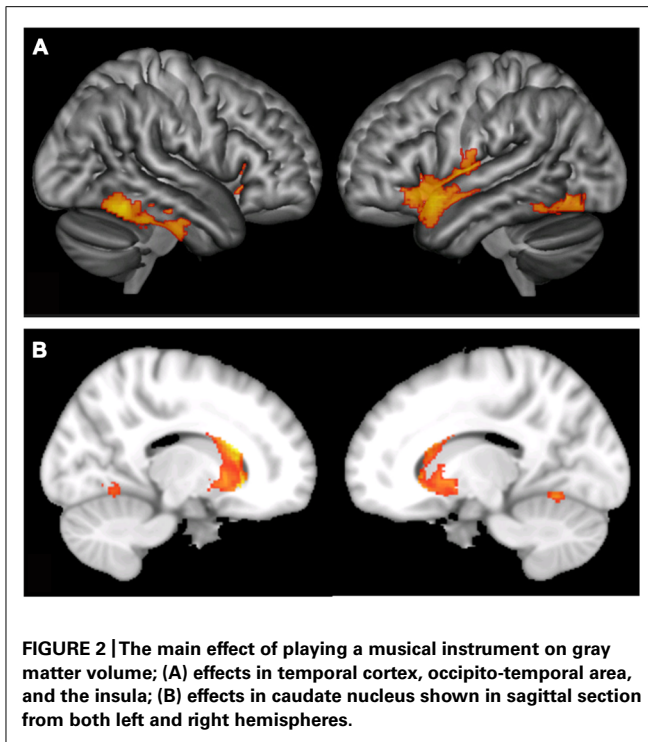 A
B
FIGURE 2 | The main effect of playing a musical instrument on gray
matter volume; (A) effects in temporal cortex, occipito-temporal area,
and the insula; (B) effects in caudate nucleus shown in sagittal section
from both left and right hemispheres.